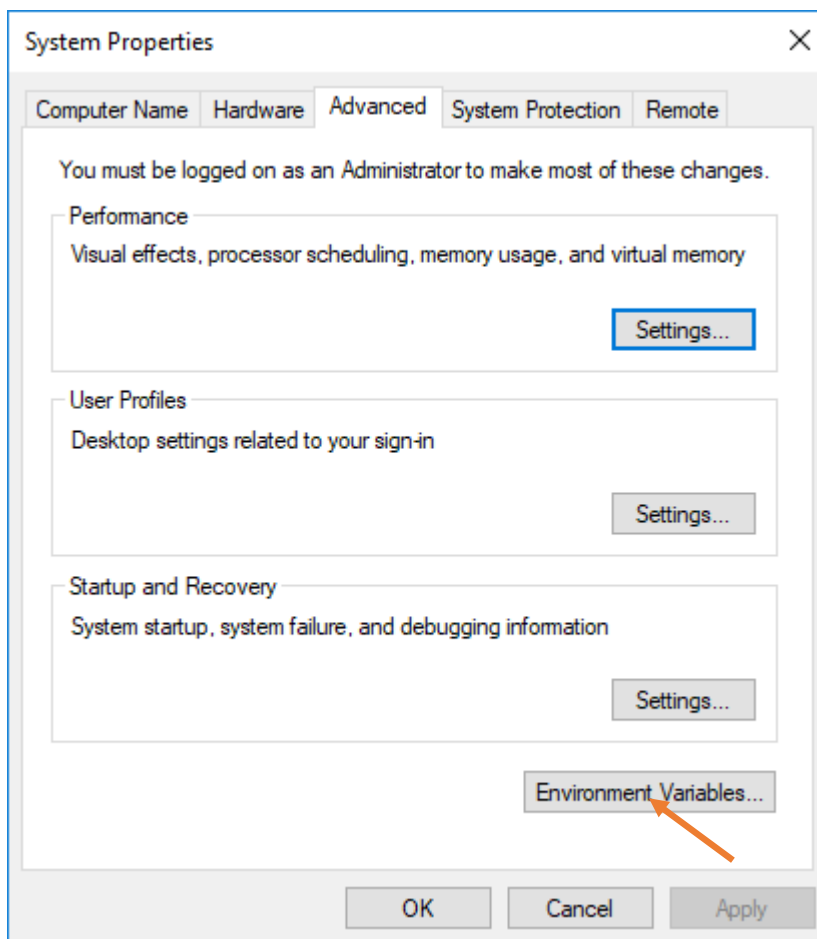 System Properties
Computer Name Hardware Advanced System Protection Remote
You must be logged on as an Administrator to make most of these changes.
Performance
Visual effects, processor scheduling, memory usage, and virtual memory
Settings...
User Profiles
Desktop settings related to your sign-in
Settings...
Startup and Recovery
System startup, system failure, and debugging information
Settings...
Environment Variables...
OK Cancel Apply